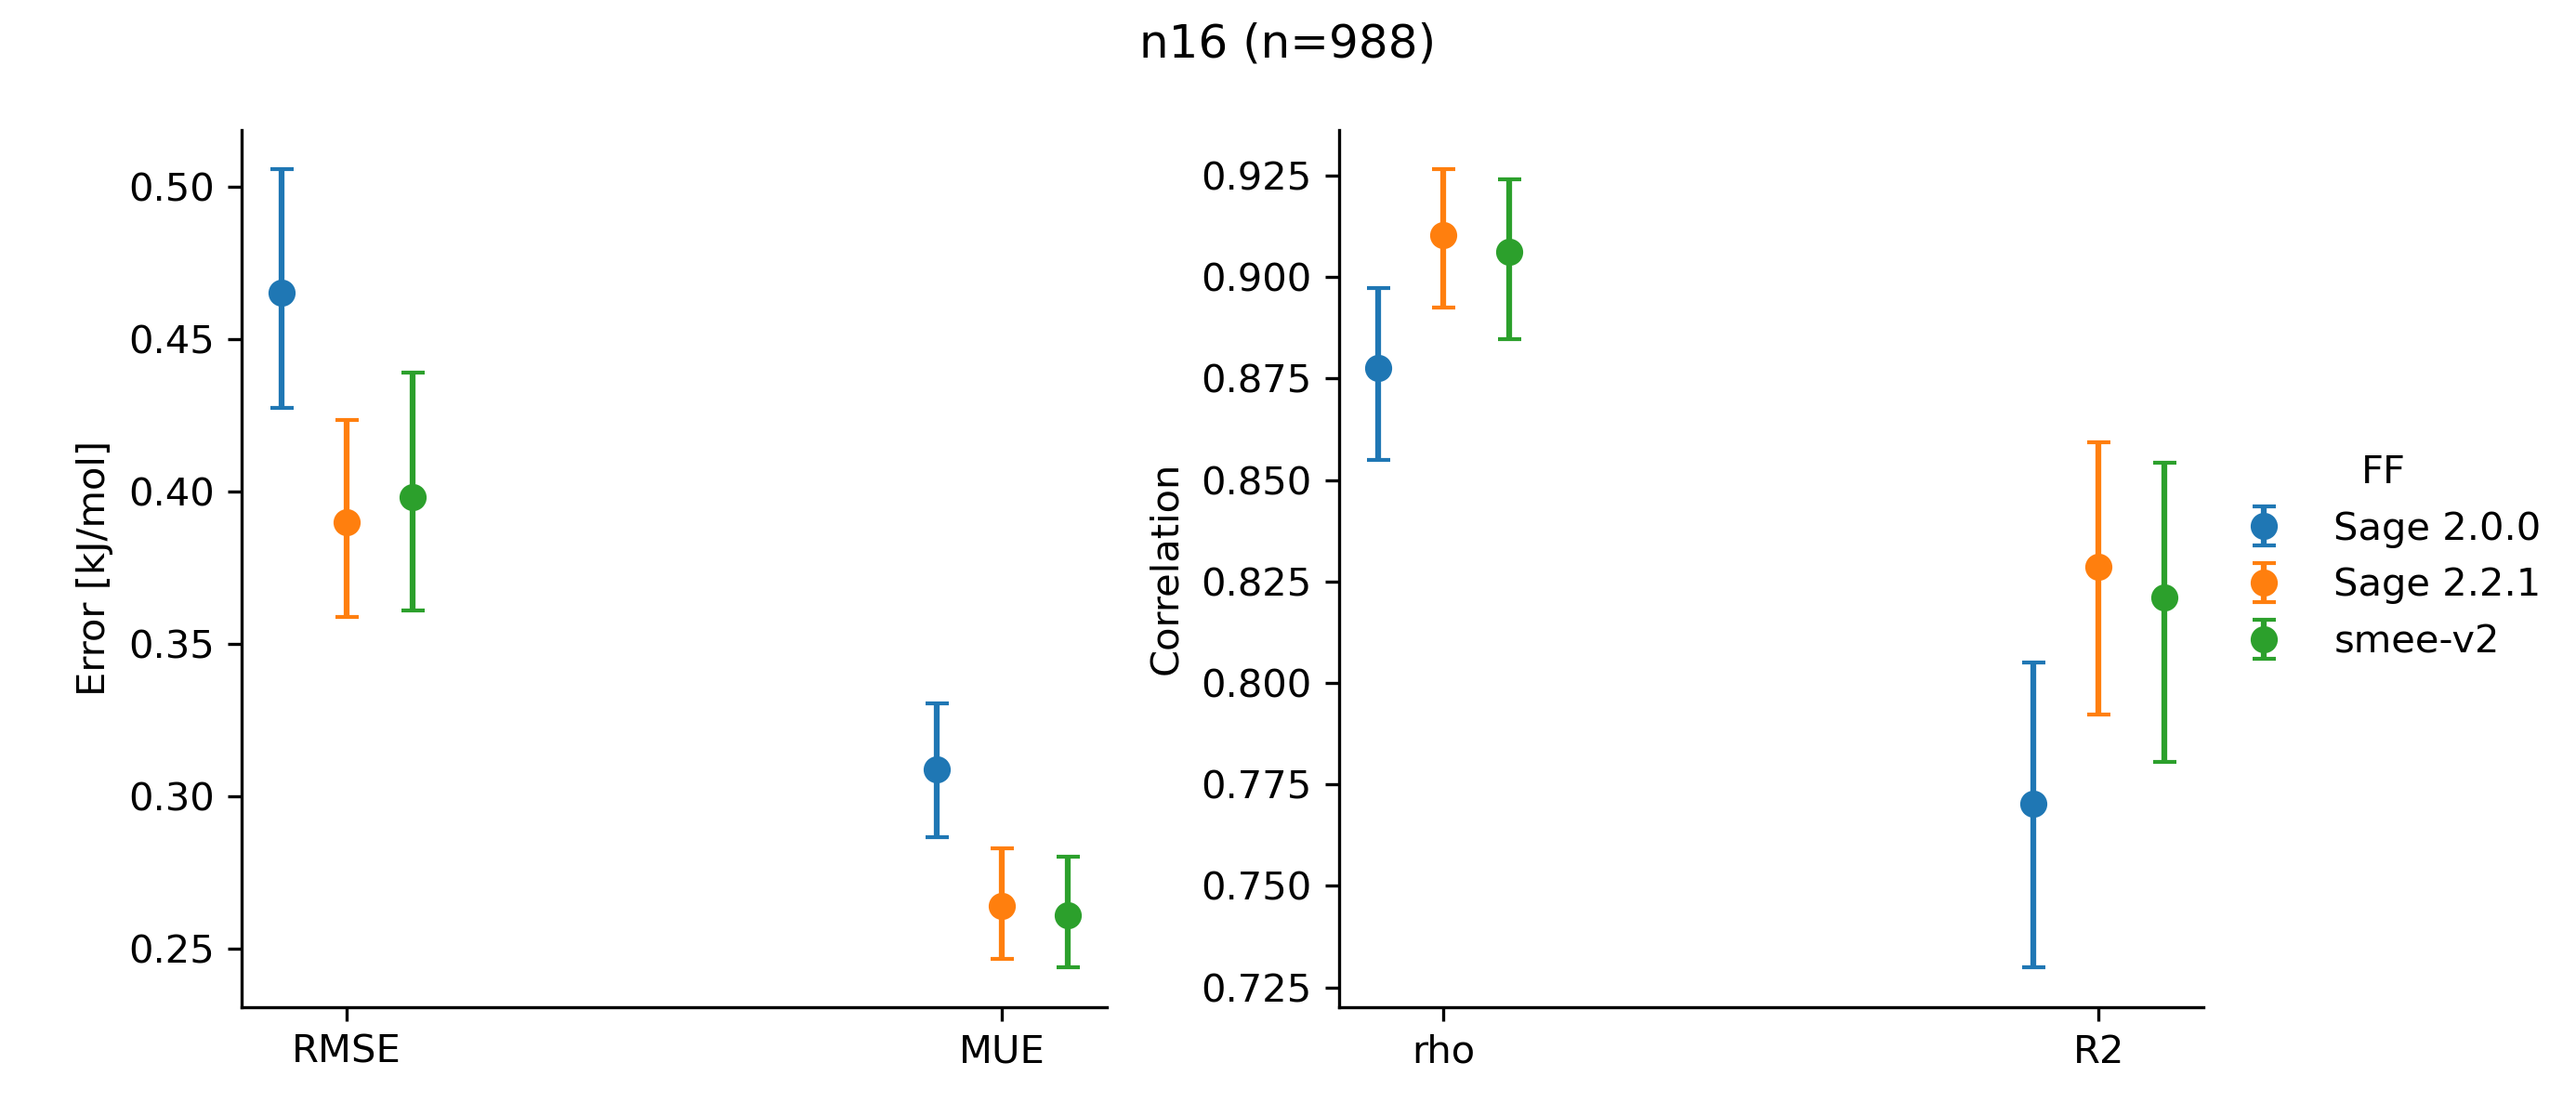 n16 (n=988)
Error [kJ/mol]
0.50
0.45
0.40
0.35
0.30
0.25
RMSE
MUE
Correlation
0.925
0.900
0.875
0.850
0.825
0.800
0.775
0.750
0.725
rho
R2
FF
Sage 2.0.0
Sage 2.2.1
smee-v2